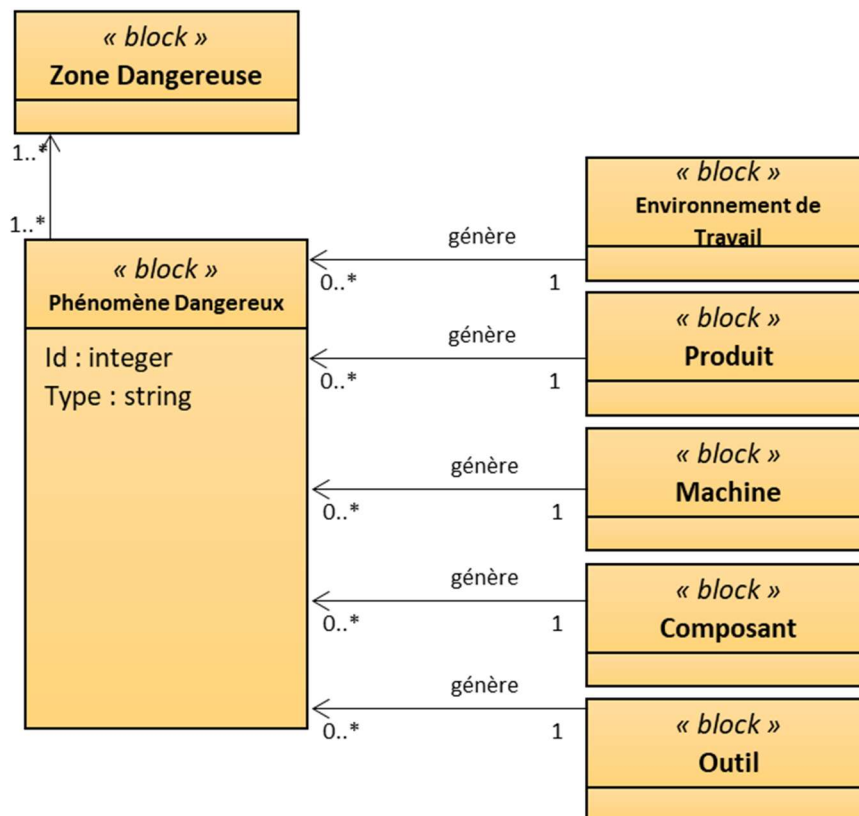 « block »
Zone Dangereuse
1..*
1..*
« block »
Phénomène Dangereux
Id : integer
Type : string
génère
0..*
1
« block »
Environnement de
Travail
génère
0..*
1
« block »
Produit
génère
0..*
1
« block »
Machine
génère
0..*
1
« block »
Composant
génère
0..*
1
« block »
Outil